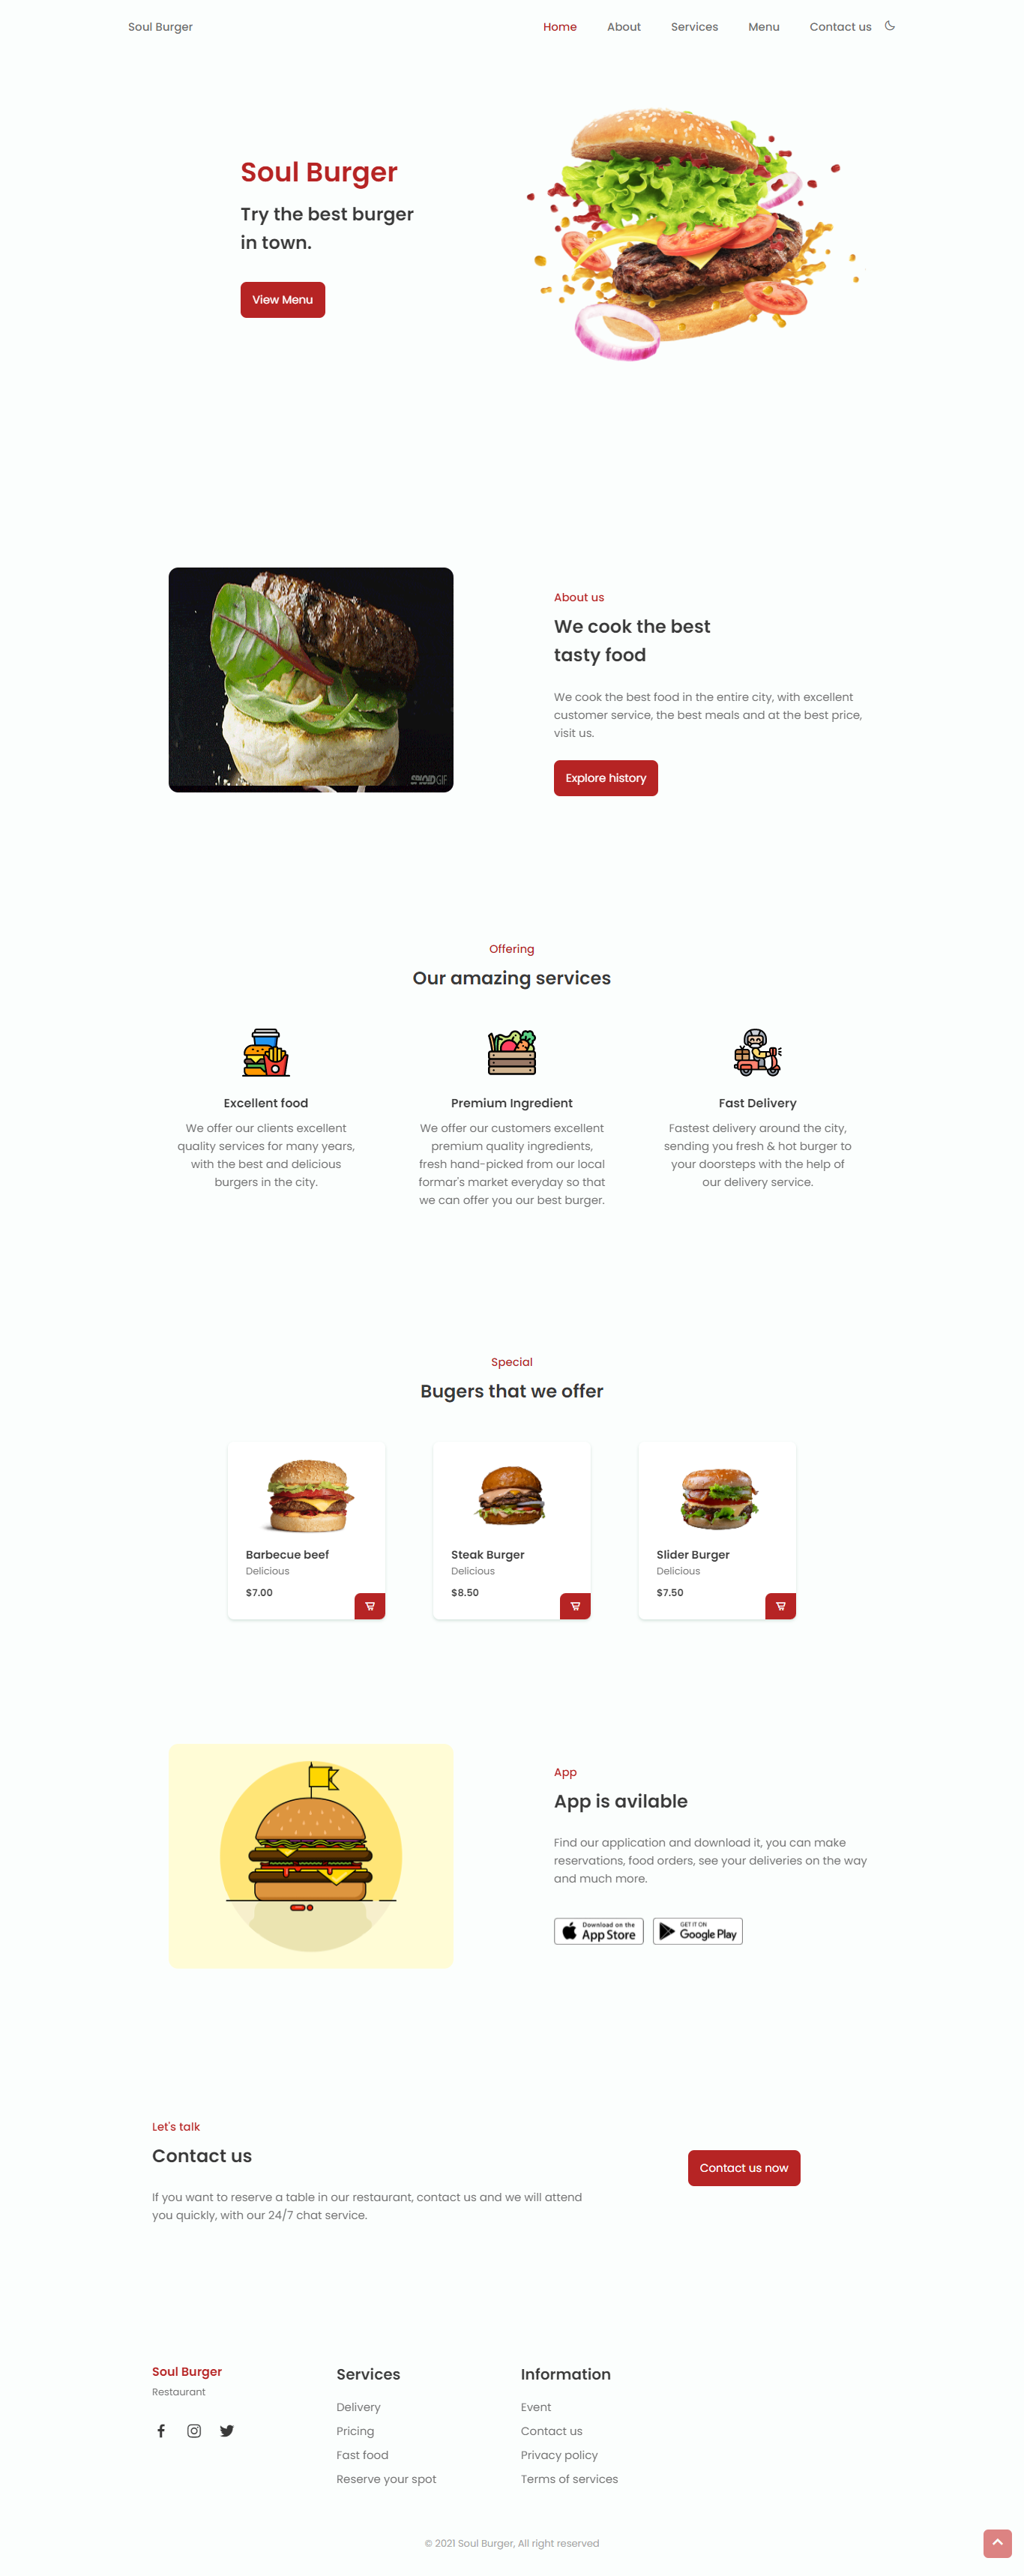 Soul Burger
Home About Services Menu Contact us
Soul Burger
Try the best burger
in town.
View Menu
SPLOID GIF
About us
We cook the best
tasty food
We cook the best food in the entire city, with excellent
customer service, the best meals and at the best price,
visit us.
Explore history
Offering
Our amazing services
Excellent food
We offer our clients excellent
quality services for many years,
with the best and delicious
burgers in the city.
Premium Ingredient
We offer our customers excellent
premium quality ingredients,
fresh hand-picked from our local
formar's market everyday so that
we can offer you our best burger.
Fast Delivery
Fastest delivery around the city,
sending you fresh & hot burger to
your doorsteps with the help of
our delivery service.
Special
Bugers that we offer
Barbecue beef
Delicious
$7.00
Steak Burger
Delicious
$8.50
Slider Burger
Delicious
$7.50
App
App is avilable
Find our application and download it, you can make
reservations, food orders, see your deliveries on the way
and much more.
Download on the
App Store
GET IT ON
Google Play
Let's talk
Contact us
If you want to reserve a table in our restaurant, contact us and we will attend
you quickly, with our 24/7 chat service.
Contact us now
Soul Burger
Restaurant
Services
Delivery
Pricing
Fast food
Reserve your spot
Information
Event
Contact us
Privacy policy
Terms of services
© 2021 Soul Burger, All right reserved